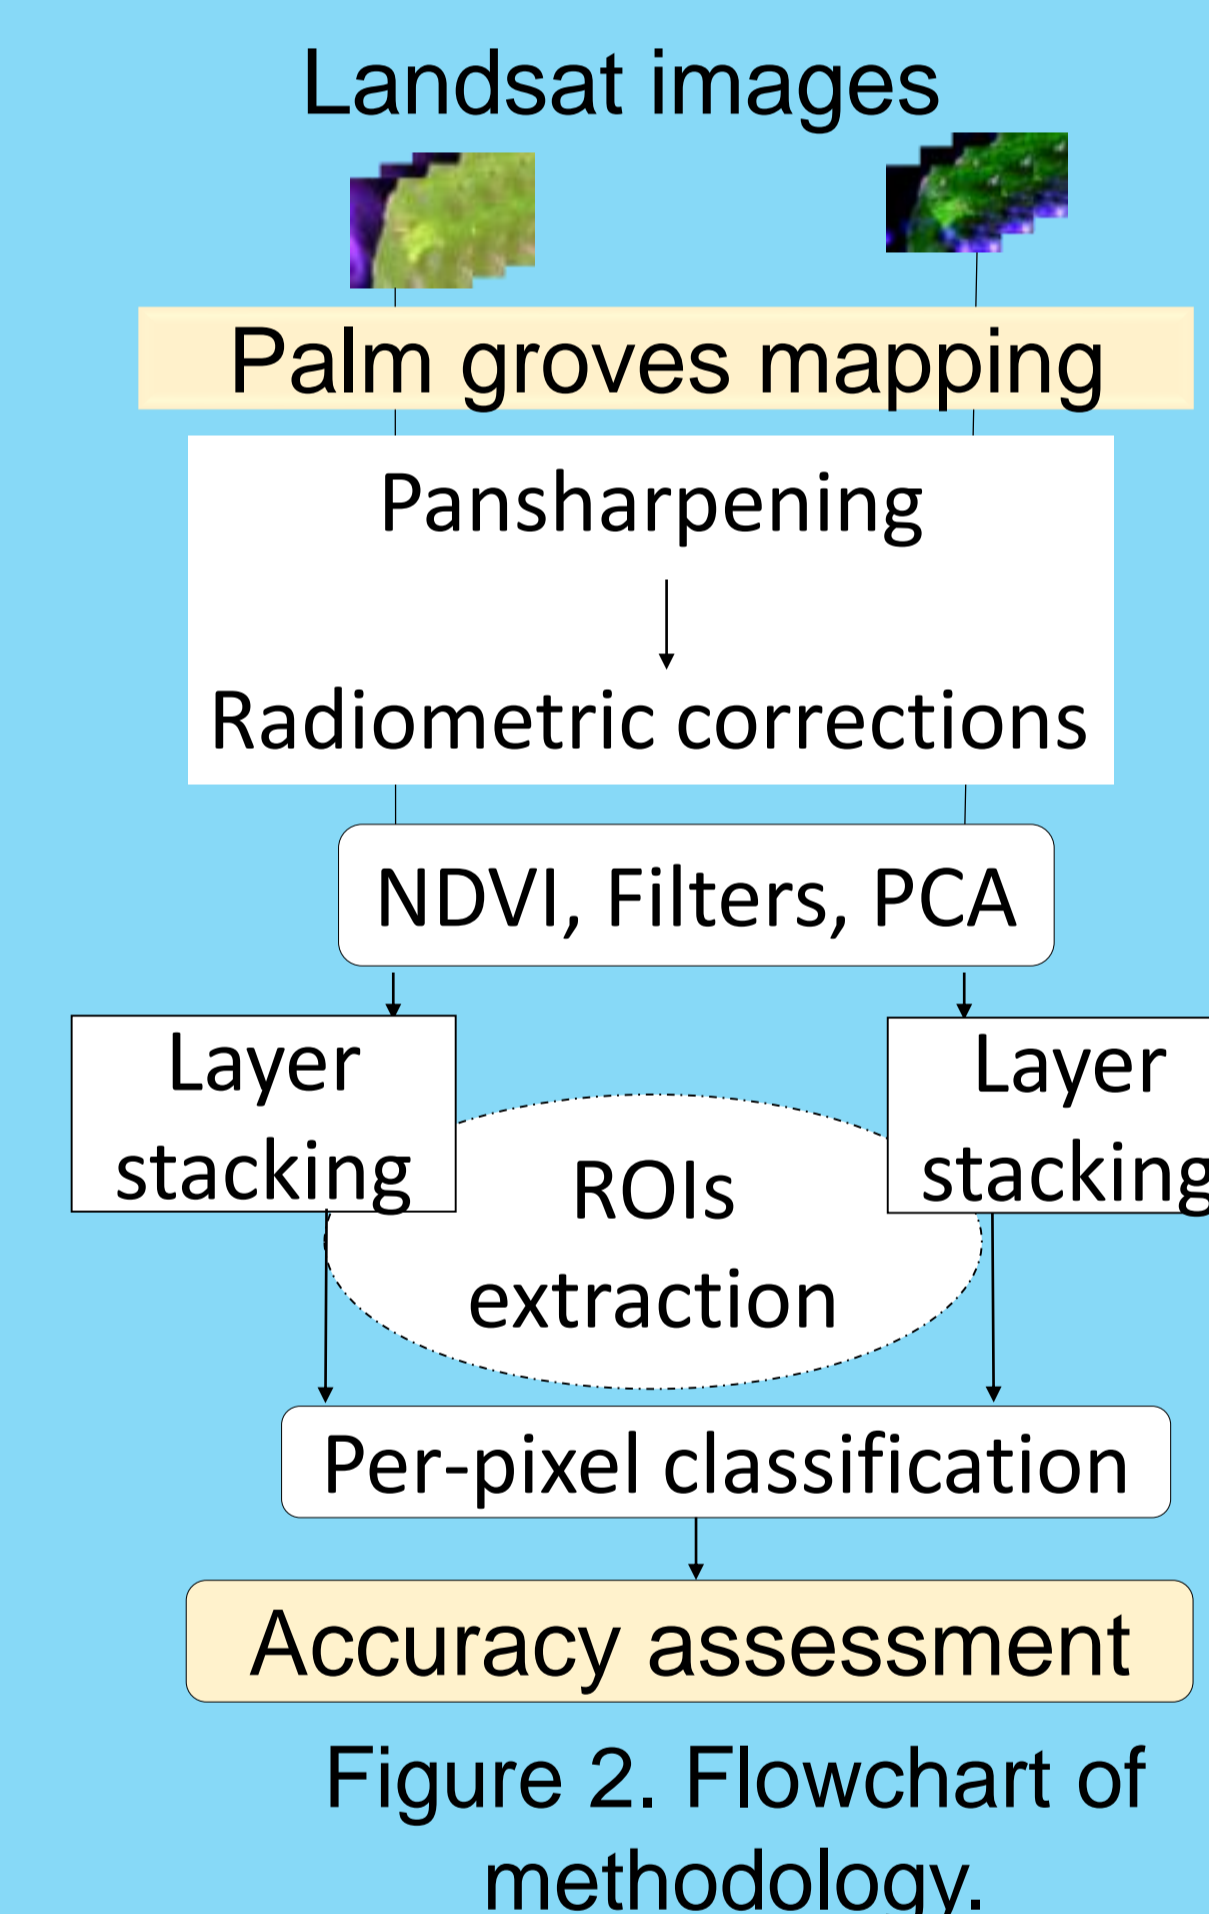 Landsat images
Palm groves mapping
Pansharpening
Radiometric corrections
NDVI, Filters, PCA
Layer
stacking
Layer
stacking
ROIs
extraction
Per-pixel classification
Accuracy assessment
Figure 2. Flowchart of
methodology.